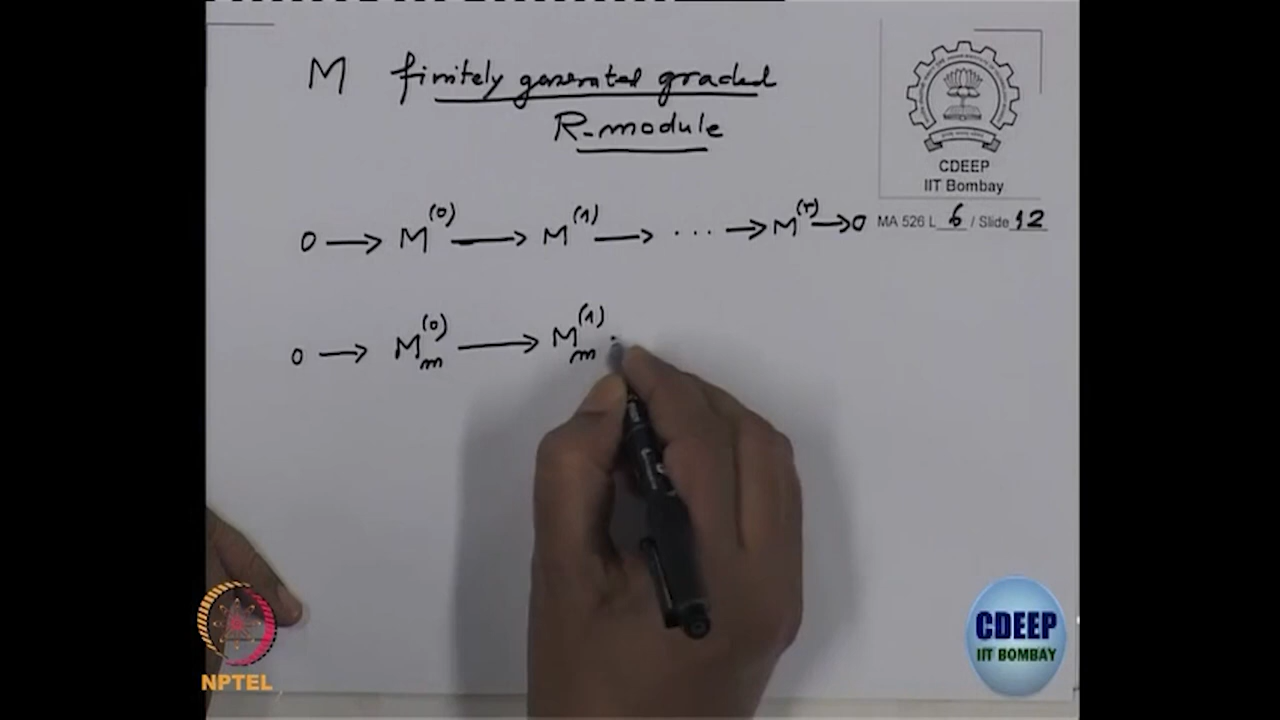 M finitely generated graded
R-module
CDEEP
IIT Bombay
MA 526 L 6 / Slide 12
0 → M^(0) → M^(1) → ... → M^(r) → 0
0 → M_m^(0) → M_m^(1)
NPTEL
CDEEP
IIT BOMBAY